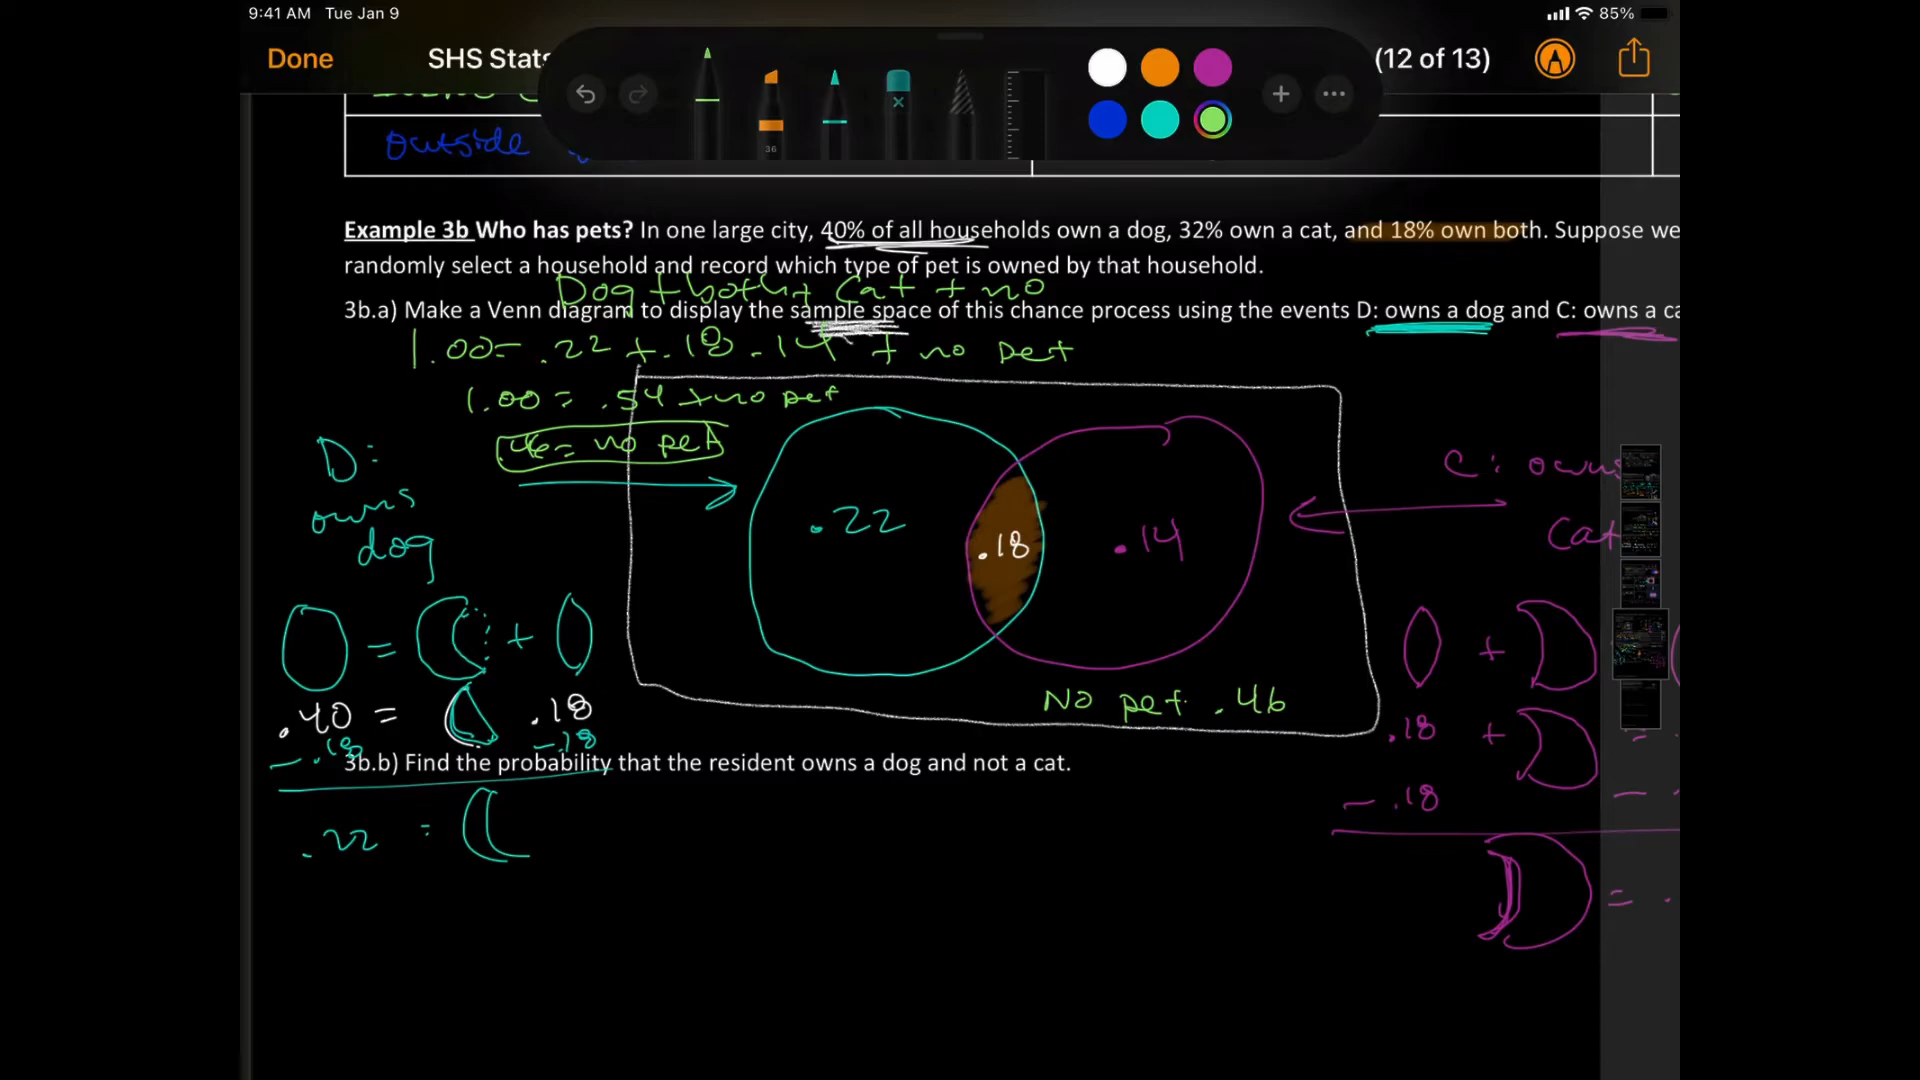 9:41 AM Tue Jan 9
85%
Done
SHS Stats
(12 of 13)
36
outside
Example 3b Who has pets? In one large city, 40% of all households own a dog, 32% own a cat, and 18% own both. Suppose we
randomly select a household and record which type of pet is owned by that household.
Dog + both + Cat + no
3b.a) Make a Venn diagram to display the sample space of this chance process using the events D: owns a dog and C: owns a ca
1.00 = .22 + .18 . 14 + no pet
1.00 = .54 + no pet
.46 = no pet
D:
owns
dog
C: owns
Cat
.22
.18
.14
= +
+
.40 = .18
-.18 -.18
No pet . 46
.18 + =
- .18 -
3b.b) Find the probability that the resident owns a dog and not a cat.
.22 =
= .